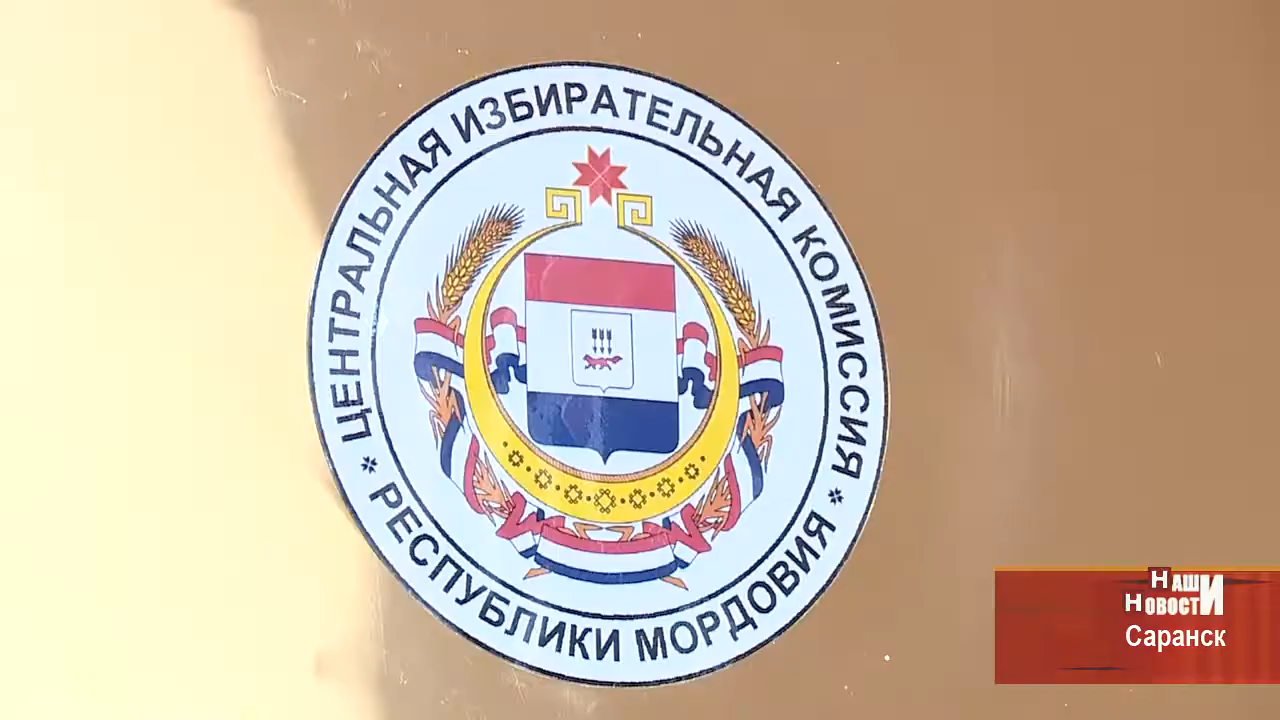 ЦЕНТРАЛЬНАЯ ИЗБИРАТЕЛЬНАЯ КОМИССИЯ
* РЕСПУБЛИКИ МОРДОВИЯ *
НАШИ
НОВОСТИ
Саранск